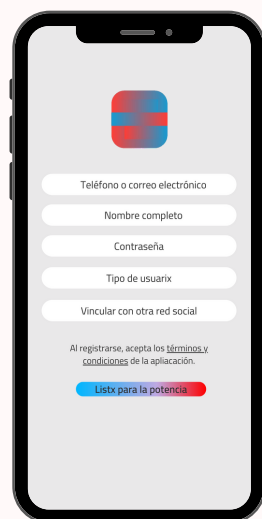 Teléfono o correo electrónico
Nombre completo
Contraseña
Tipo de usuarix
Vincular con otra red social
Al registrarse, acepta los términos y
condiciones de la apliacación.
Listx para la potencia